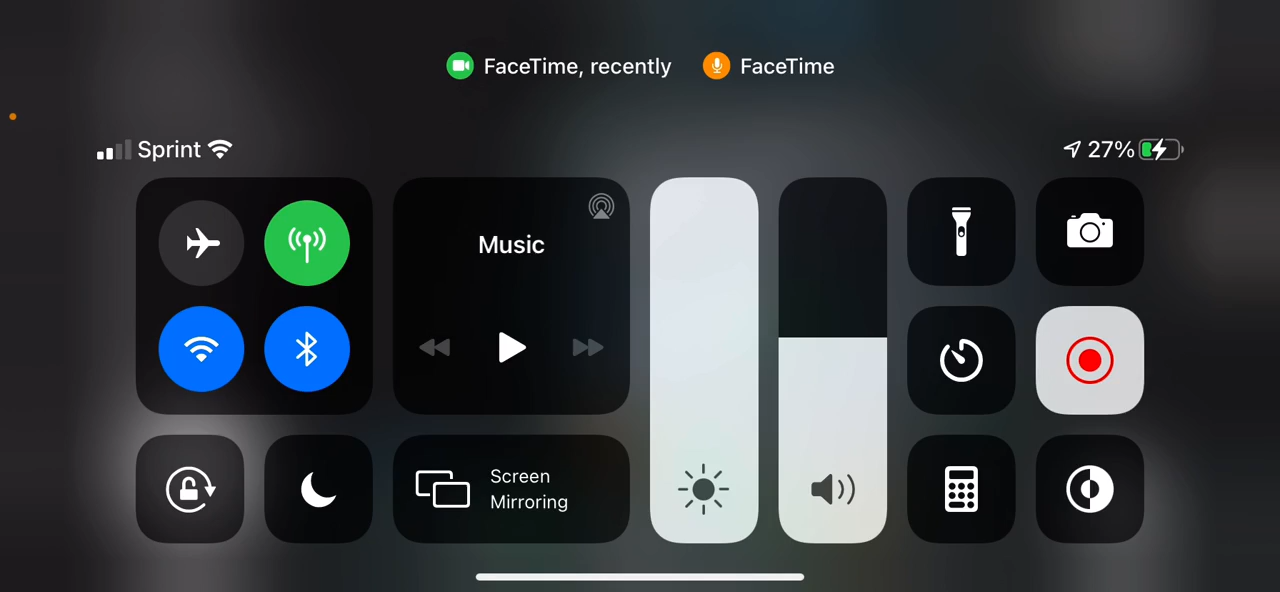 FaceTime, recently FaceTime
Sprint 27%
Music
Screen
Mirroring